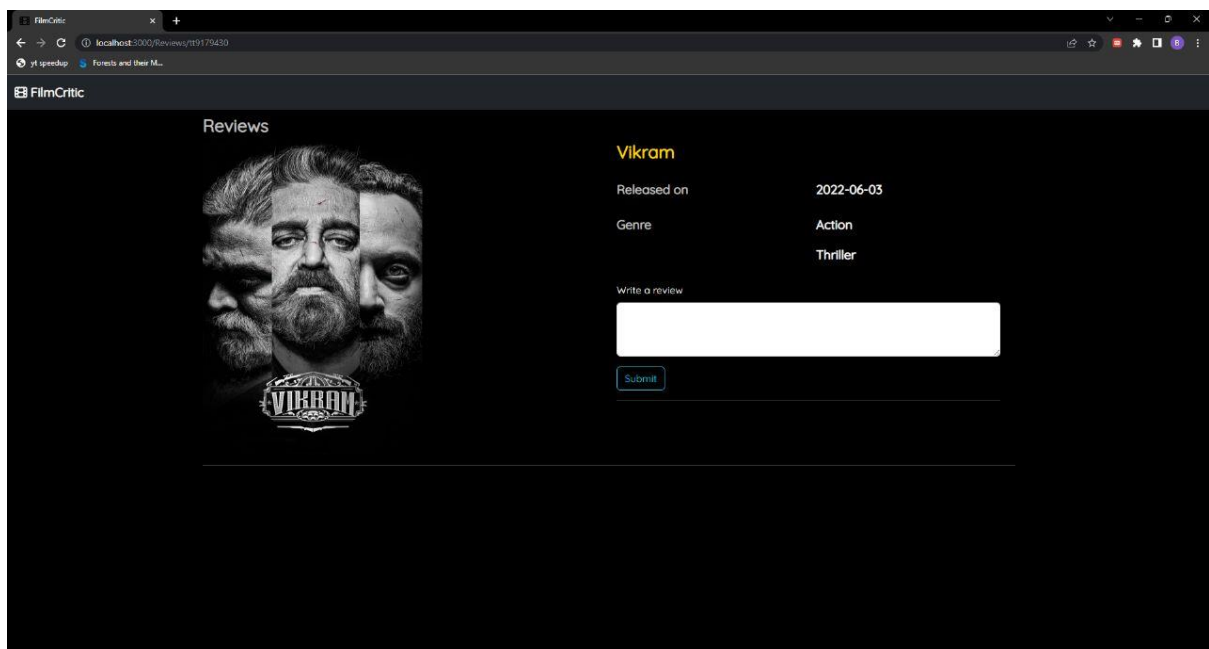 FilmCritic
localhost:3000/Reviews/tt9179430
B
yt speedup
S Forests and their M...
FilmCritic
Reviews
Vikram
Released on 2022-06-03
Genre Action
Thriller
Write a review
Submit
VIKRAM